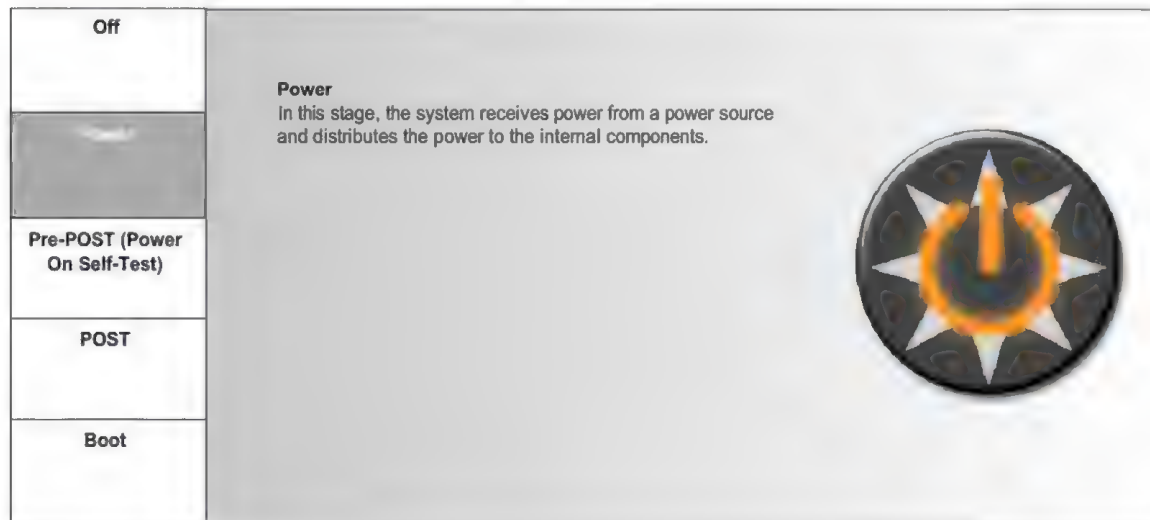 Off
Power
In this stage, the system receives power from a power source
and distributes the power to the internal components.
Pre-POST (Power
On Self-Test)
POST
Boot